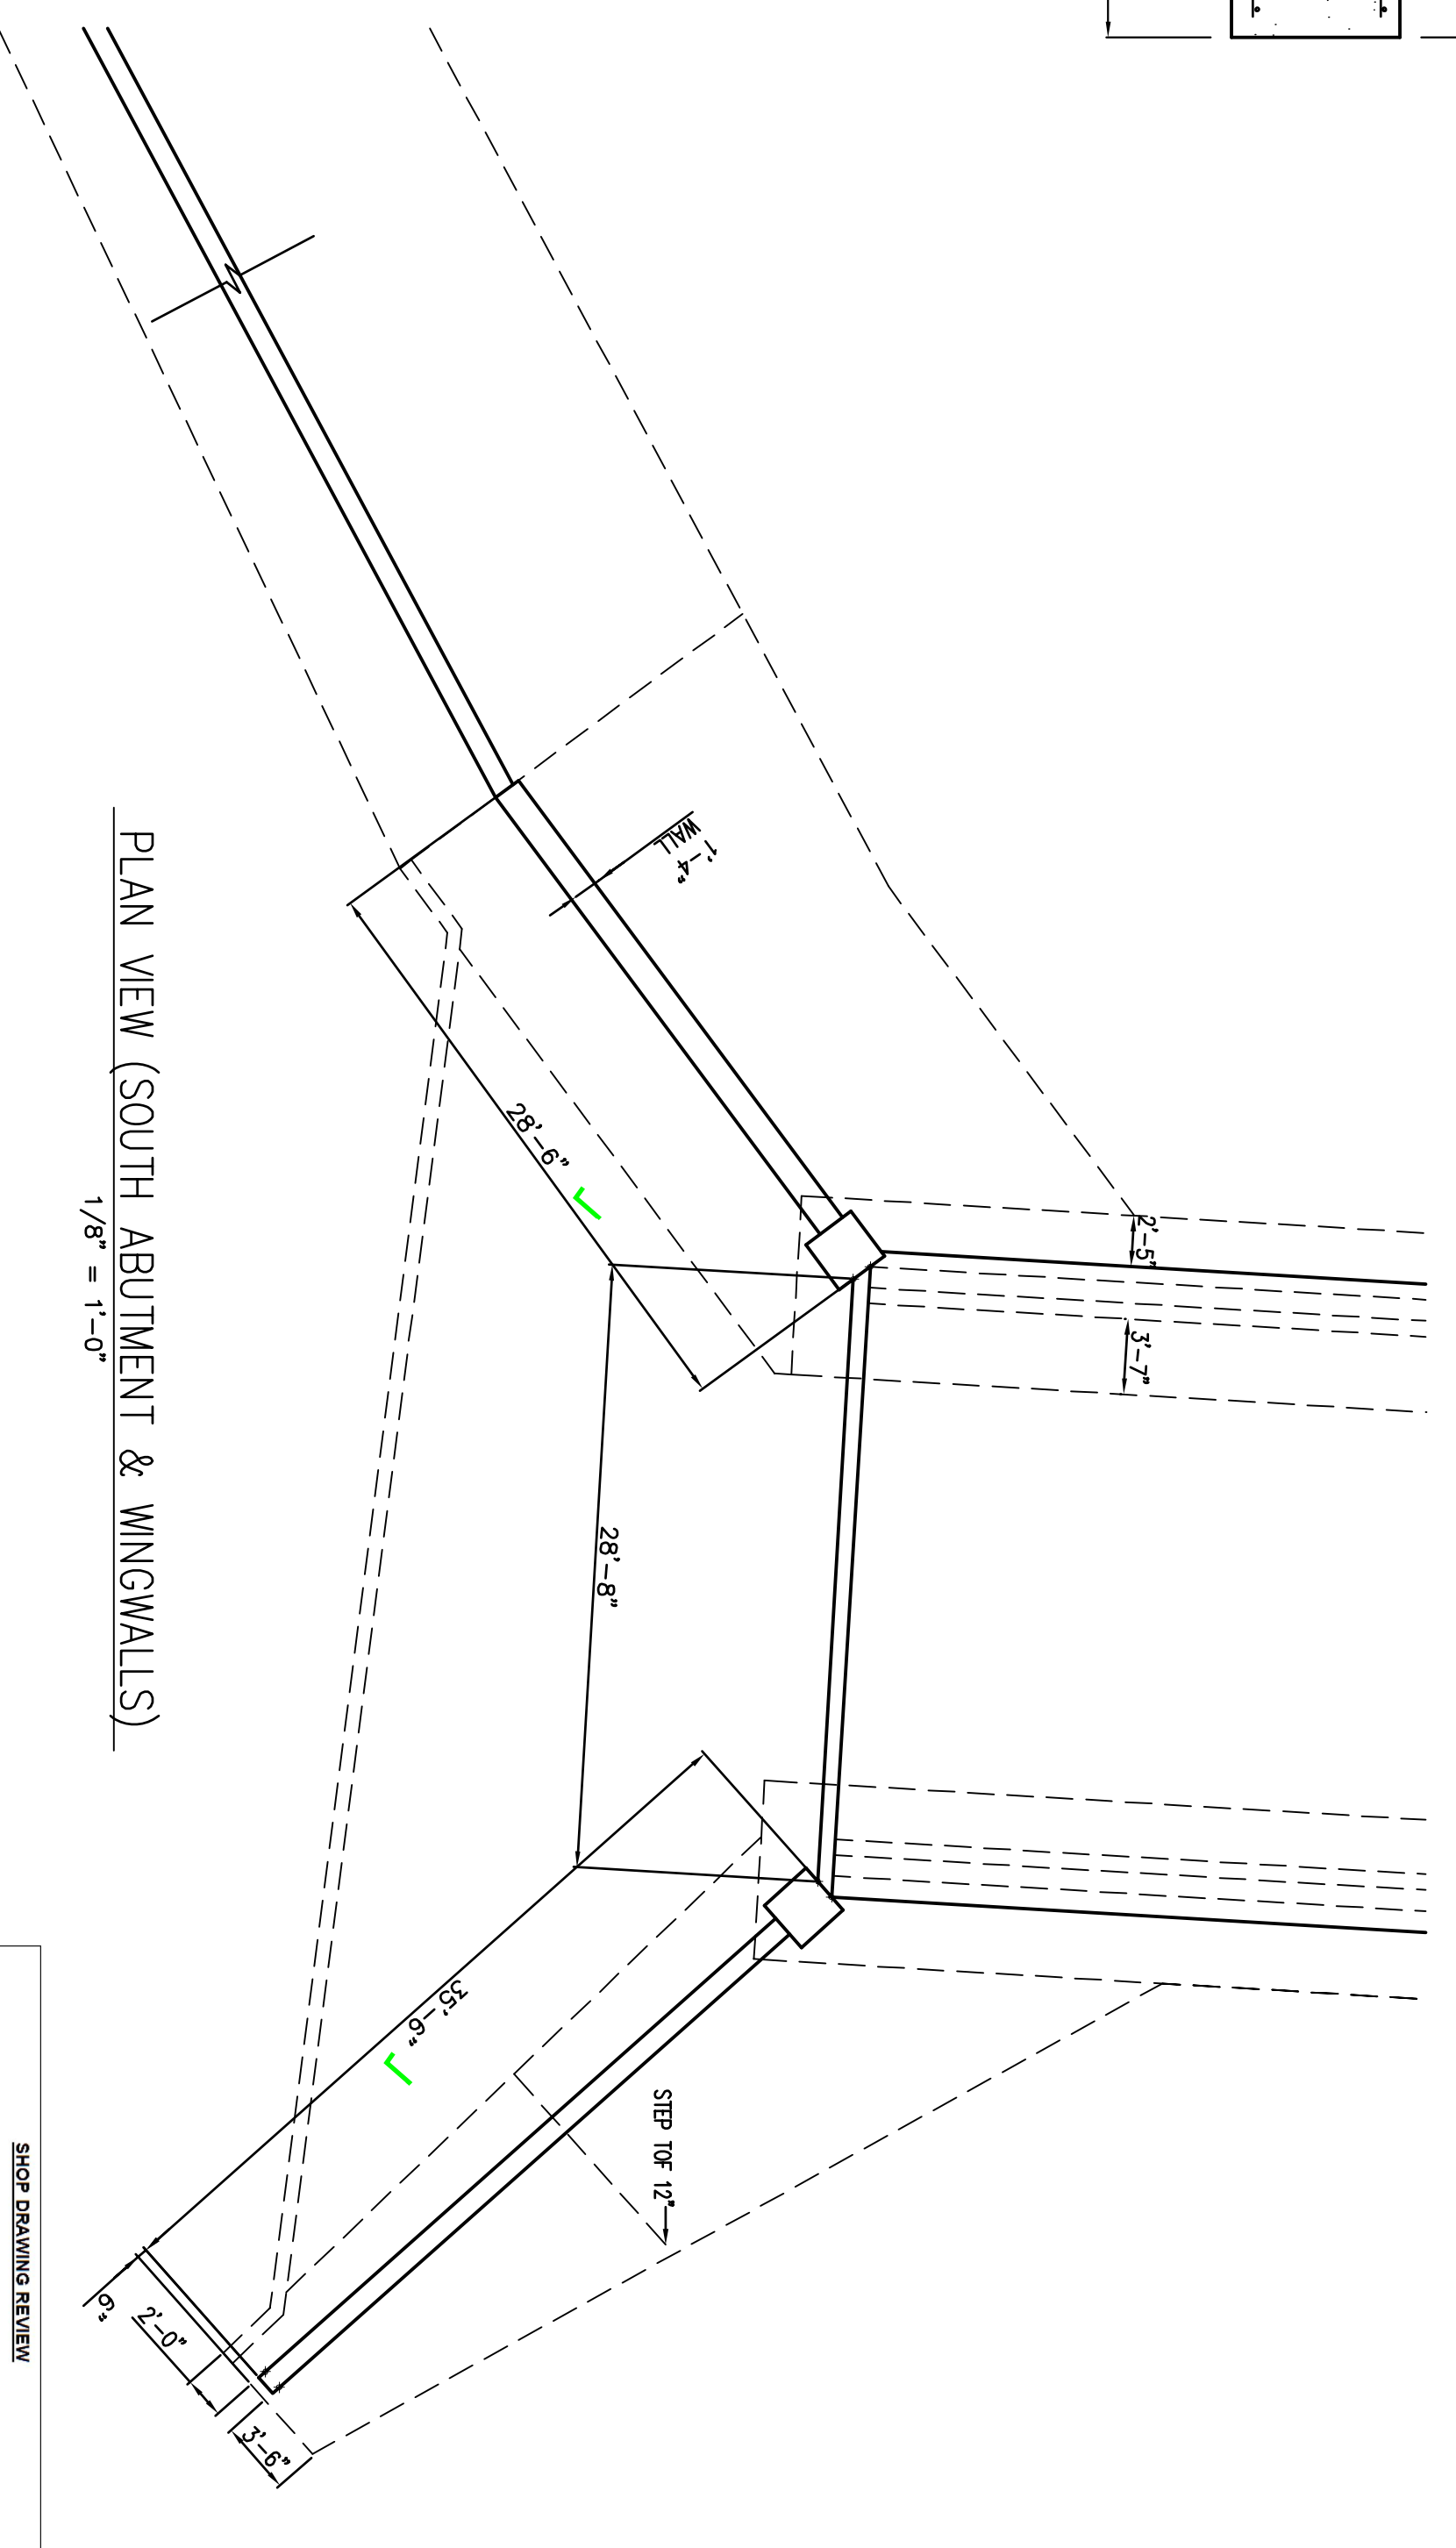 2'-5"
3'-7"
1'-4"
WALL
STEP TOF 12"
28'-6"
28'-8"
35'-6"
3'-6"
2'-0"
6"
PLAN VIEW (SOUTH ABUTMENT & WINGWALLS)
1/8" = 1'-0"
SHOP DRAWING REVIEW